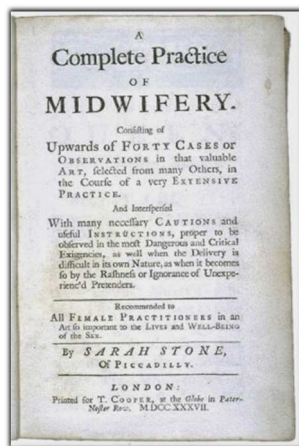 A
Complete Practice
OF
MIDWIFERY.
Consisting of
Upwards of FORTY CASES or
OBSERVATIONS in that valuable
ART, selected from many Others, in
the Course of a very EXTENSIVE
PRACTICE.
And Interspersed
With many necessary CAUTIONS and
useful INSTRUCTIONS, proper to be
observed in the most Dangerous and Critical
Exigencies, as well when the Delivery is
difficult in its own Nature, as when it becomes
so by the Rashness or Ignorance of Unexpe-
rienc'd Pretenders.
Recommended to
All FEMALE PRACTITIONERS in an
Art so important to the LIVES and WELL-BEING
of the SEX.
By SARAH STONE,
Of PICCADILLY.
LONDON:
Printed for T. COOPER, at the Globe in Pater-
Noster Row. M.DCC.XXXVII.